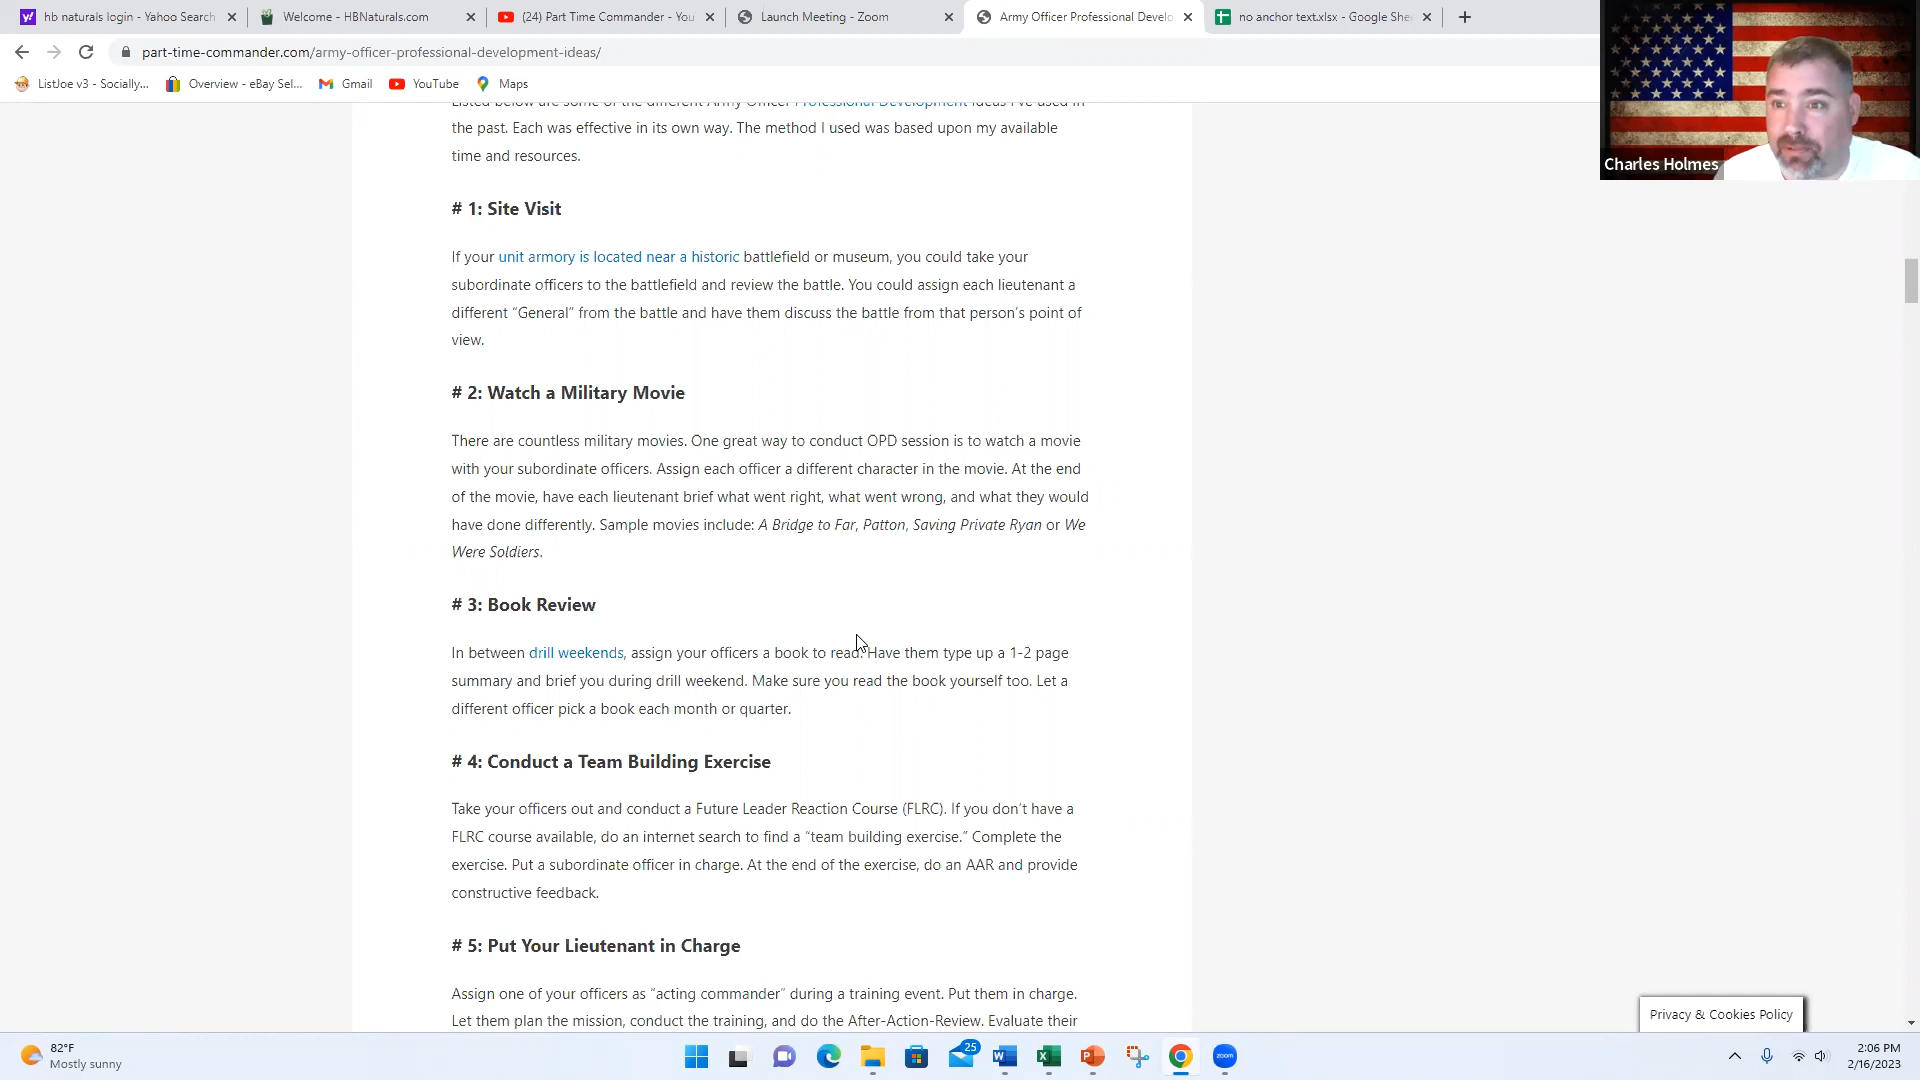 hb naturals login - Yahoo Search
Welcome - HBNaturals.com
(24) Part Time Commander - You
Launch Meeting - Zoom
Army Officer Professional Develo
no anchor text.xlsx - Google She
part-time-commander.com/army-officer-professional-development-ideas/
ListJoe v3 - Socially...
Overview - eBay Sel...
Gmail
YouTube
Maps
Charles Holmes
Listed below are some of the different Army Officer Professional Development ideas I've used in
the past. Each was effective in its own way. The method I used was based upon my available
time and resources.
# 1: Site Visit
If your unit armory is located near a historic battlefield or museum, you could take your
subordinate officers to the battlefield and review the battle. You could assign each lieutenant a
different “General” from the battle and have them discuss the battle from that person's point of
view.
# 2: Watch a Military Movie
There are countless military movies. One great way to conduct OPD session is to watch a movie
with your subordinate officers. Assign each officer a different character in the movie. At the end
of the movie, have each lieutenant brief what went right, what went wrong, and what they would
have done differently. Sample movies include: A Bridge to Far, Patton, Saving Private Ryan or We
Were Soldiers.
# 3: Book Review
In between drill weekends, assign your officers a book to read. Have them type up a 1-2 page
summary and brief you during drill weekend. Make sure you read the book yourself too. Let a
different officer pick a book each month or quarter.
# 4: Conduct a Team Building Exercise
Take your officers out and conduct a Future Leader Reaction Course (FLRC). If you don't have a
FLRC course available, do an internet search to find a “team building exercise.” Complete the
exercise. Put a subordinate officer in charge. At the end of the exercise, do an AAR and provide
constructive feedback.
# 5: Put Your Lieutenant in Charge
Assign one of your officers as “acting commander” during a training event. Put them in charge.
Let them plan the mission, conduct the training, and do the After-Action-Review. Evaluate their
Privacy & Cookies Policy
82°F
Mostly sunny
25
zoom
2:06 PM
2/16/2023